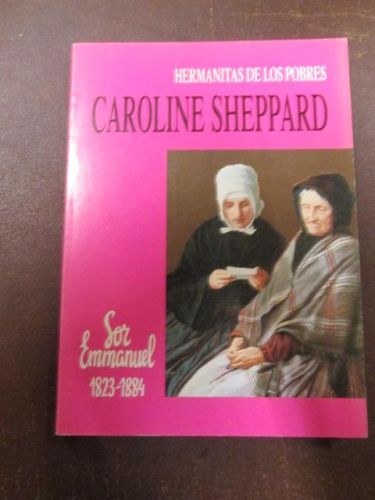 HERMANITAS DE LOS POBRES
CAROLINE SHEPPARD
Sor
Emmanuel
1823-1884